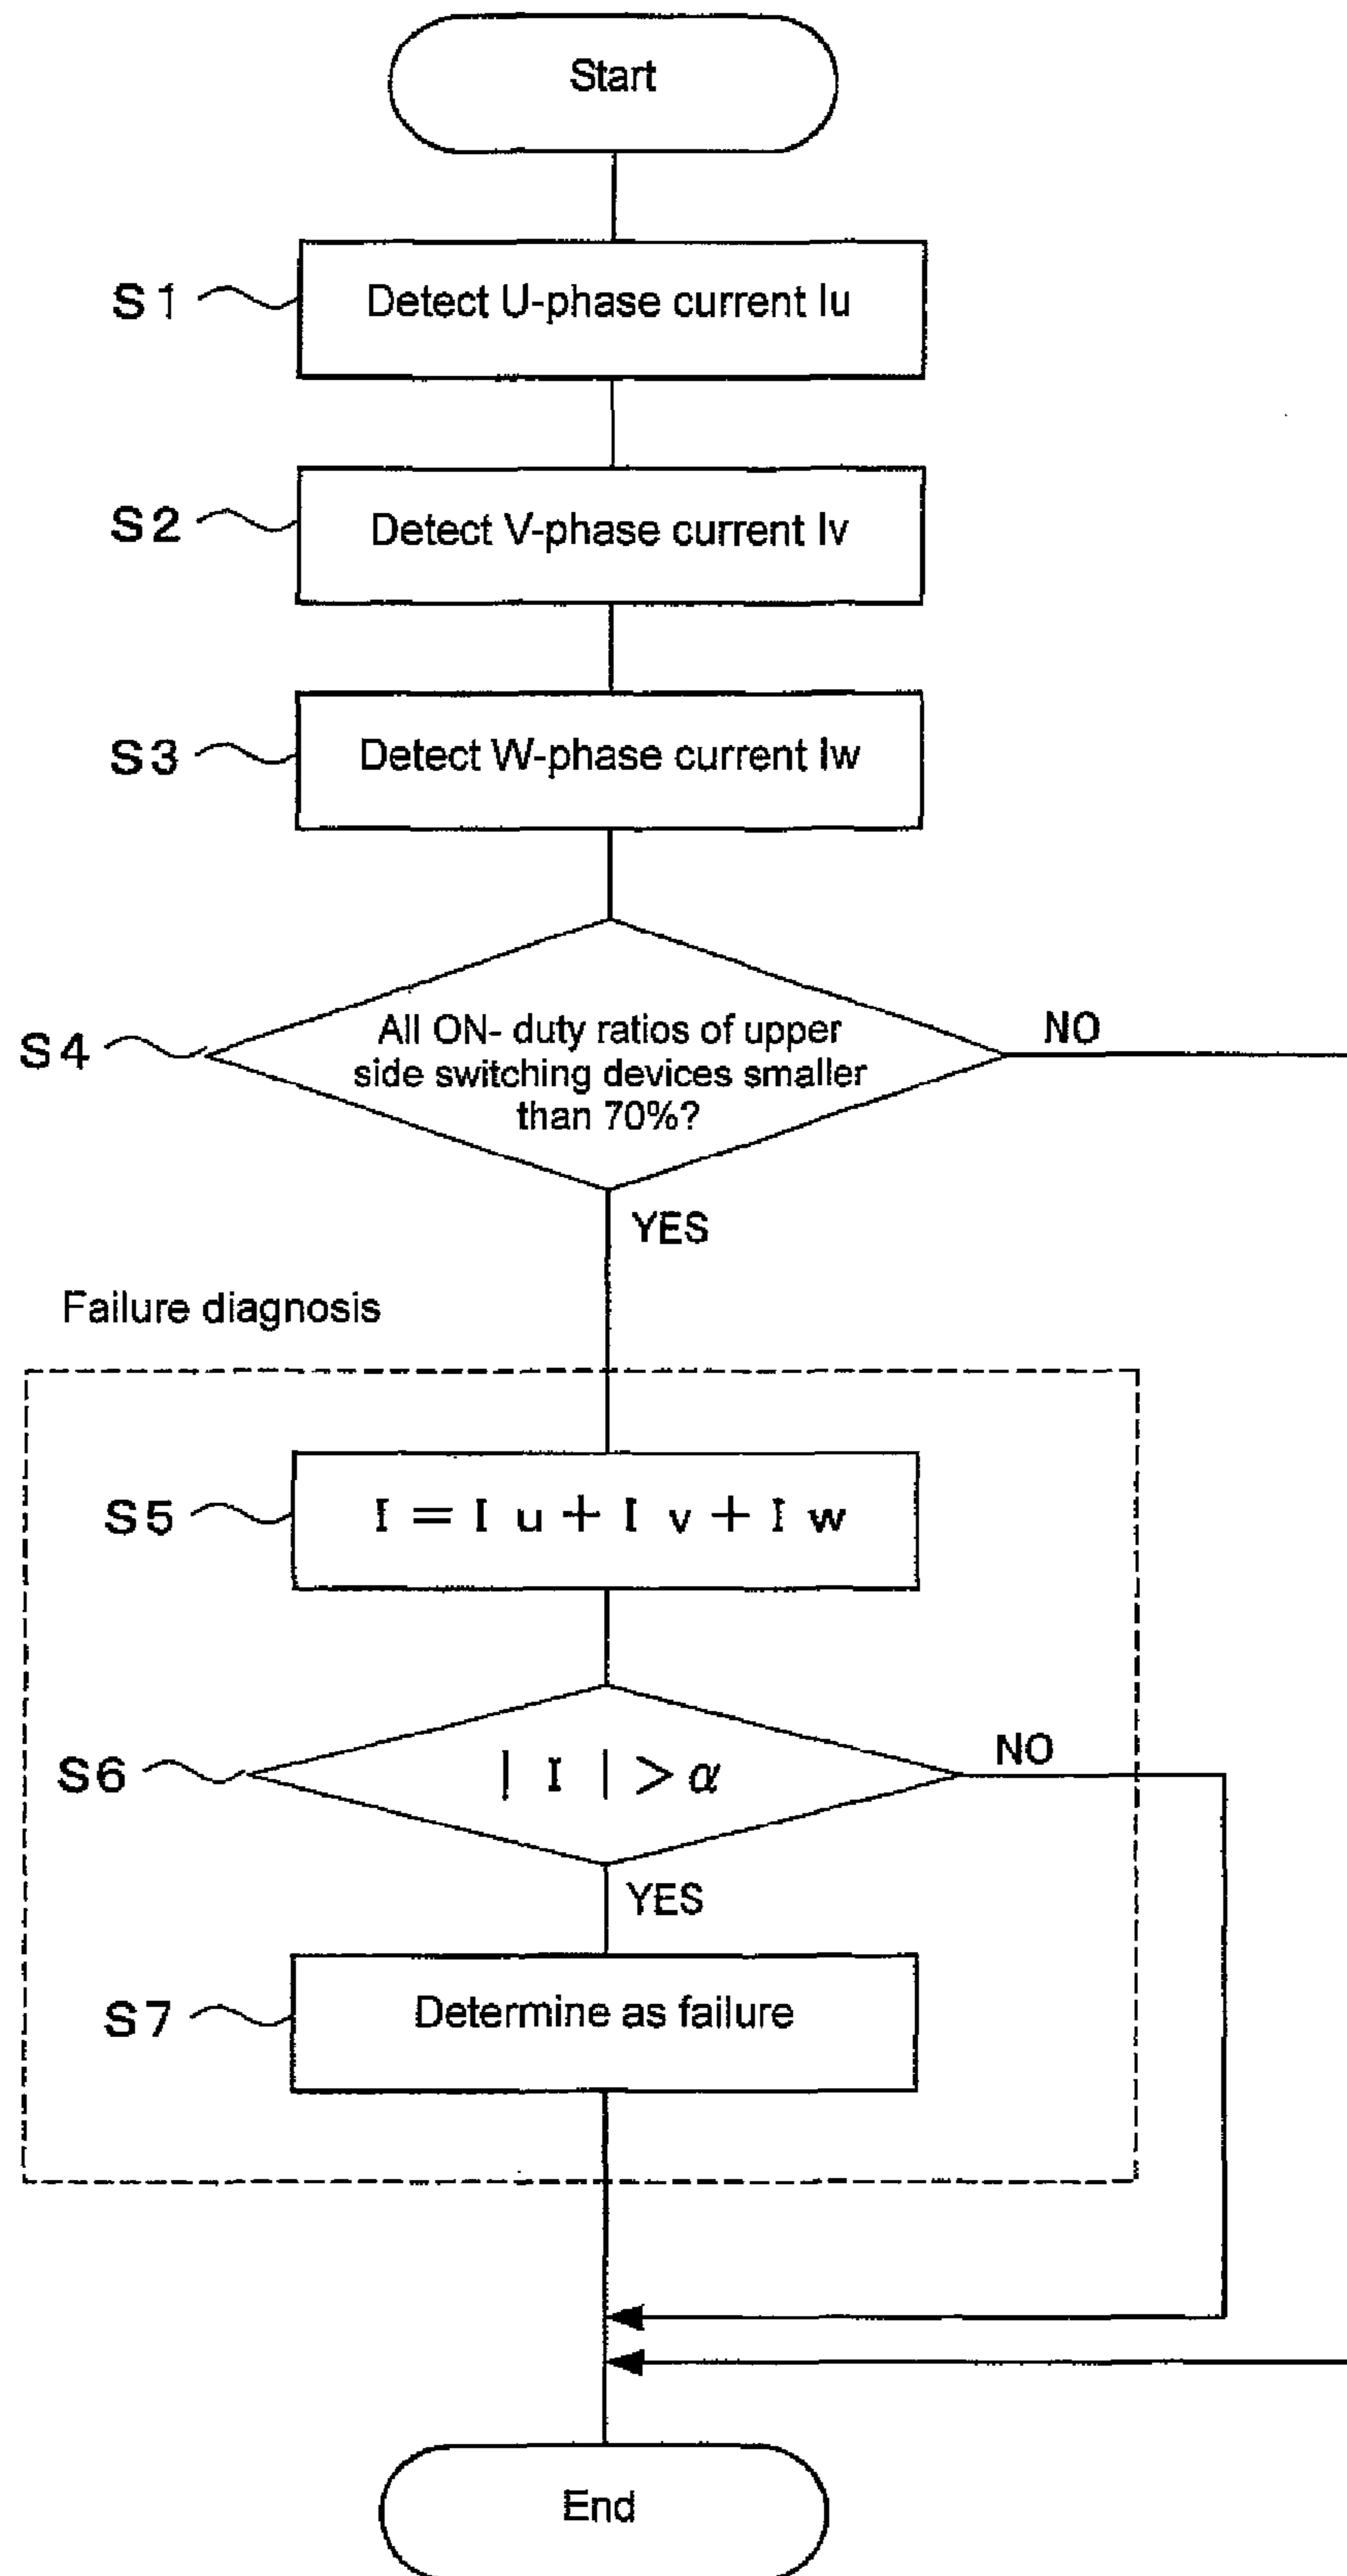 Start
S1
Detect U-phase current Iu
S2
Detect V-phase current Iv
S3
Detect W-phase current Iw
S4
All ON- duty ratios of upper
side switching devices smaller
than 70%?
NO
YES
Failure diagnosis
S5
I = I u + I v + I w
S6
| I | > α
NO
YES
S7
Determine as failure
End